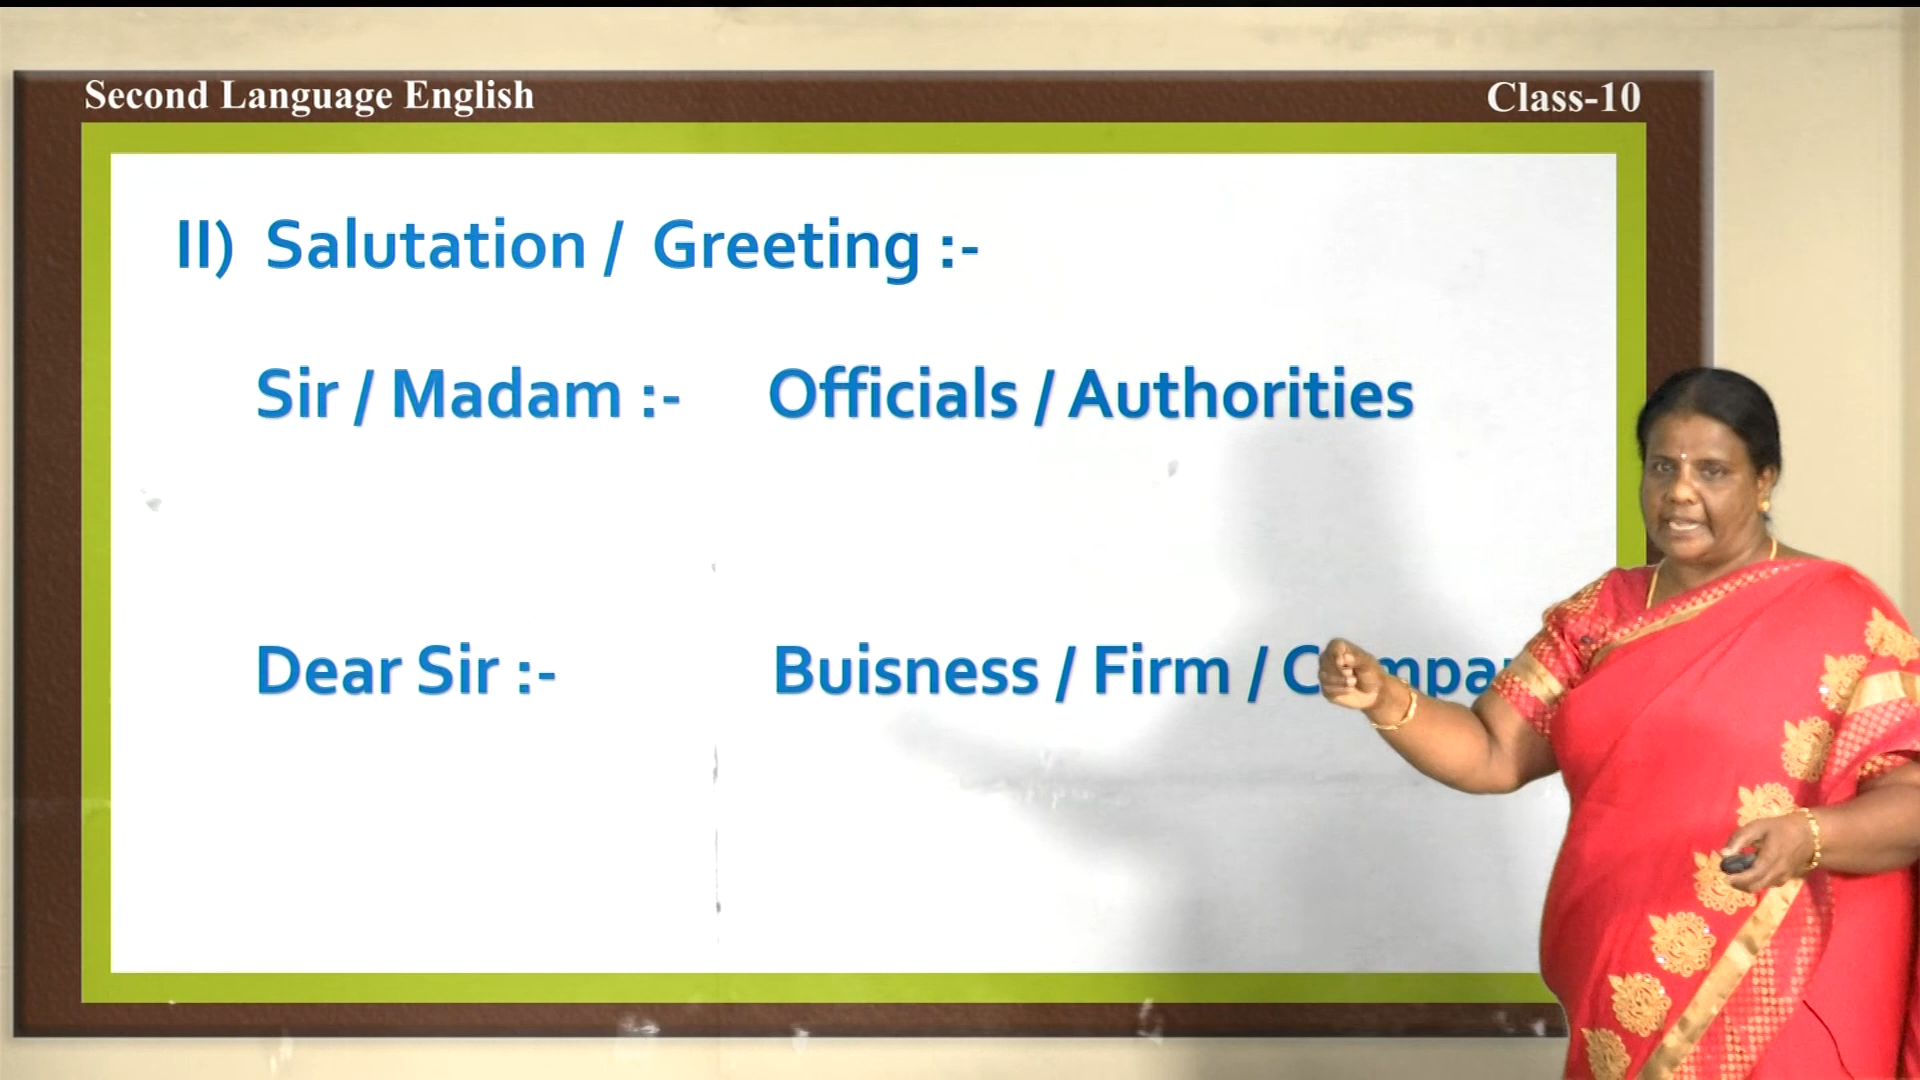 Second Language English
Class-10
II) Salutation / Greeting :-
Sir / Madam :- Officials / Authorities
Dear Sir :- Buisness / Firm /